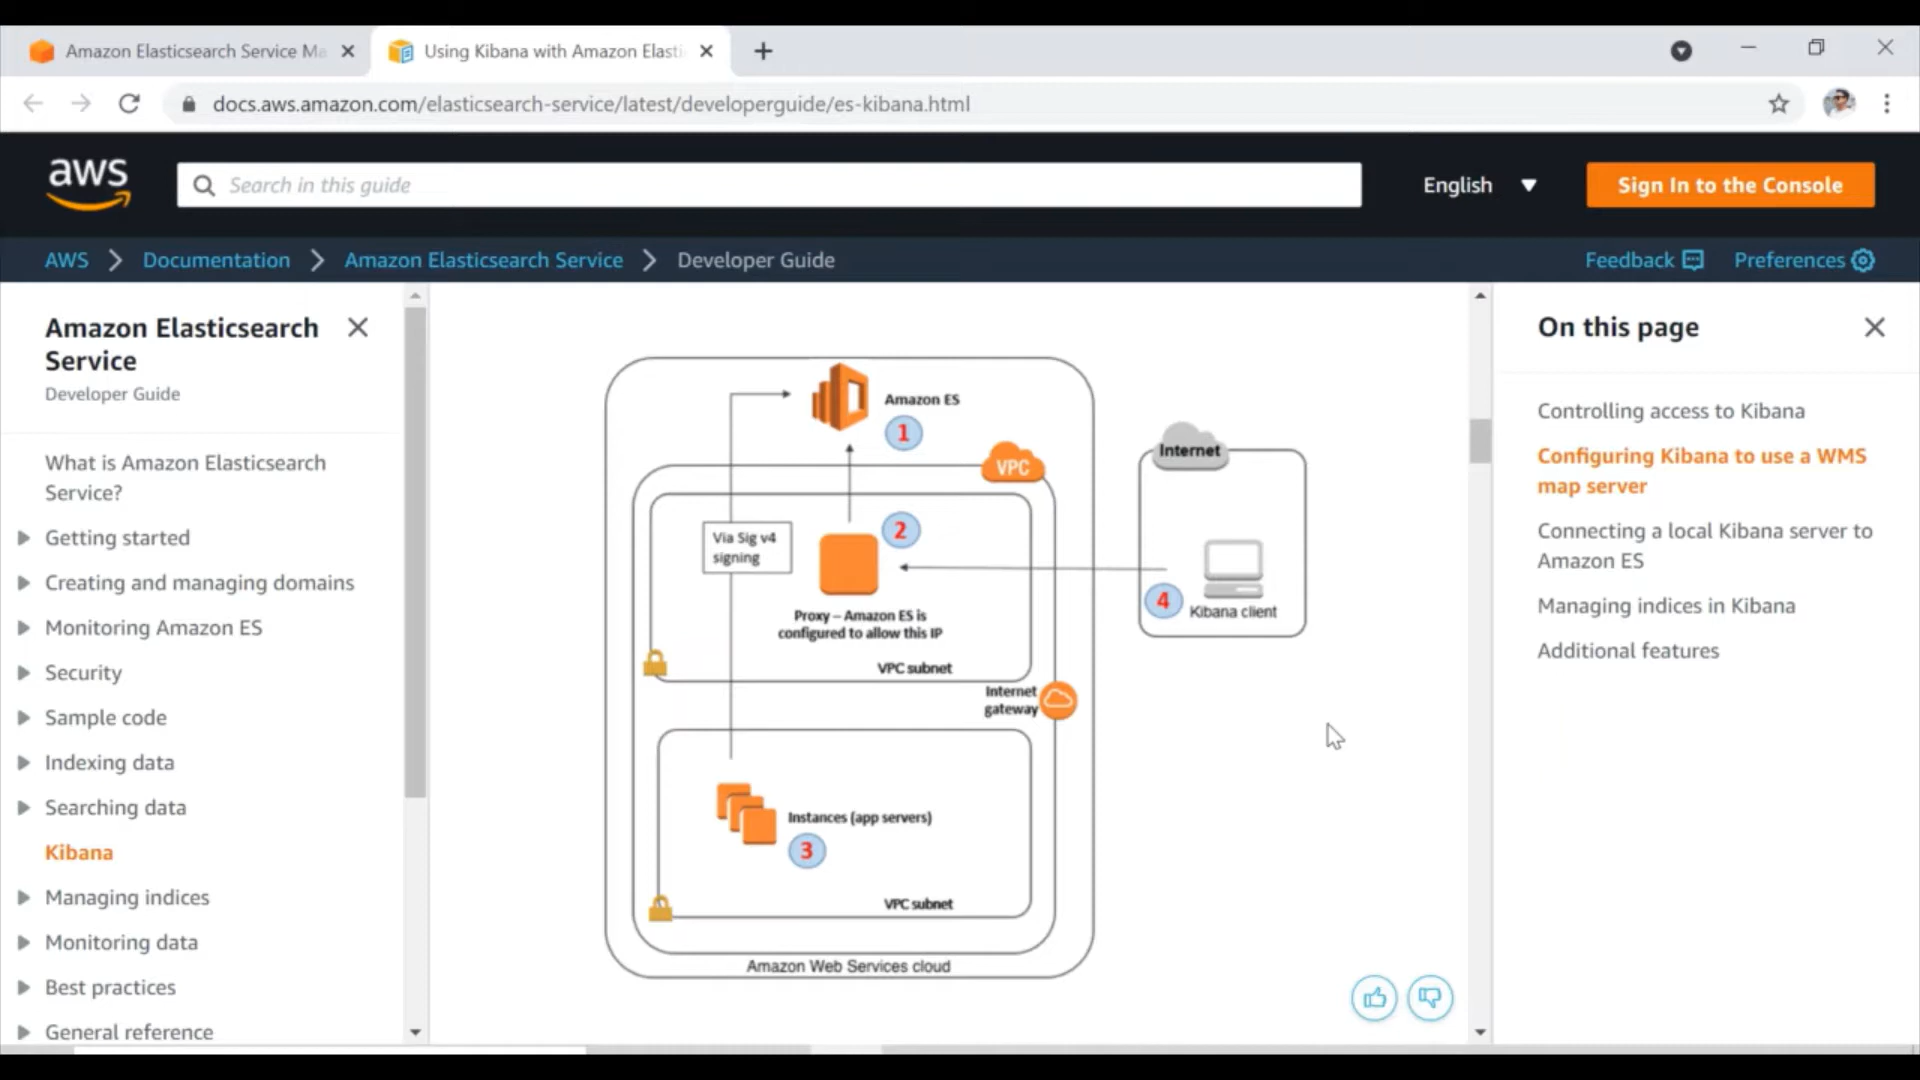 Amazon Elasticsearch Service Ma
Using Kibana with Amazon Elasti
docs.aws.amazon.com/elasticsearch-service/latest/developerguide/es-kibana.html
aws
Search in this guide
English
Sign In to the Console
AWS
Documentation
Amazon Elasticsearch Service
Developer Guide
Feedback
Preferences
Amazon Elasticsearch
Service
Developer Guide
What is Amazon Elasticsearch
Service?
Getting started
Creating and managing domains
Monitoring Amazon ES
Security
Sample code
Indexing data
Searching data
Kibana
Managing indices
Monitoring data
Best practices
General reference
Amazon ES
1
VPC
Via Sig v4
signing
2
Proxy – Amazon ES is
configured to allow this IP
VPC subnet
Internet
gateway
Instances (app servers)
3
VPC subnet
Amazon Web Services cloud
Internet
4
Kibana client
On this page
Controlling access to Kibana
Configuring Kibana to use a WMS
map server
Connecting a local Kibana server to
Amazon ES
Managing indices in Kibana
Additional features